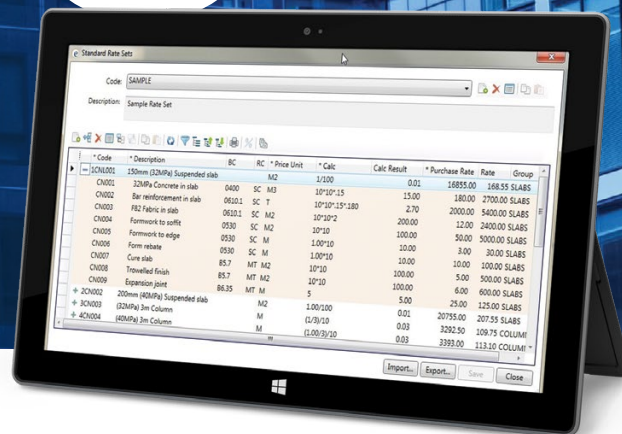 Standard Rate Sets
Code: SAMPLE
Description: Sample Rate Set
* Code * Description BC RC * Price Unit * Calc Calc Result * Purchase Rate Rate Group
1CNL001 150mm (32MPa) Suspended slab M2 1/100 0.01 16855.00 168.55 SLABS
CN001 32MPa Concrete in slab 0400 SC M3 10*10*.15 15.00 180.00 2700.00 SLABS
CN002 Bar reinforcement in slab 0610.1 SC T 10*10*.15*.180 2.70 2000.00 5400.00 SLABS
CN003 F82 Fabric in slab 0610.1 SC M2 10*10*2 200.00 12.00 2400.00 SLABS
CN004 Formwork to soffit 0530 SC M2 10*10 100.00 50.00 5000.00 SLABS
CN005 Formwork to edge 0530 SC M 1.00*10 10.00 3.00 30.00 SLABS
CN006 Form rebate 0530 SC M 1.00*10 10.00 10.00 100.00 SLABS
CN007 Cure slab B5.7 MT M2 10*10 100.00 5.00 500.00 SLABS
CN008 Trowelled finish B5.7 MT M2 10*10 100.00 6.00 600.00 SLABS
CN009 Expansion joint B6.35 MT M 5 5.00 25.00 125.00 SLABS
2CN002 200mm (40MPa) Suspended slab M2 1.00/100 0.01 20755.00 207.55 SLABS
3CN003 (32MPa) 3m Column M (1/3)/10 0.03 3292.50 109.75 COLUM
4CN004 (40MPa) 3m Column M (1.00/3)/10 0.03 3393.00 113.10 COLUM
Import... Export... Save Close